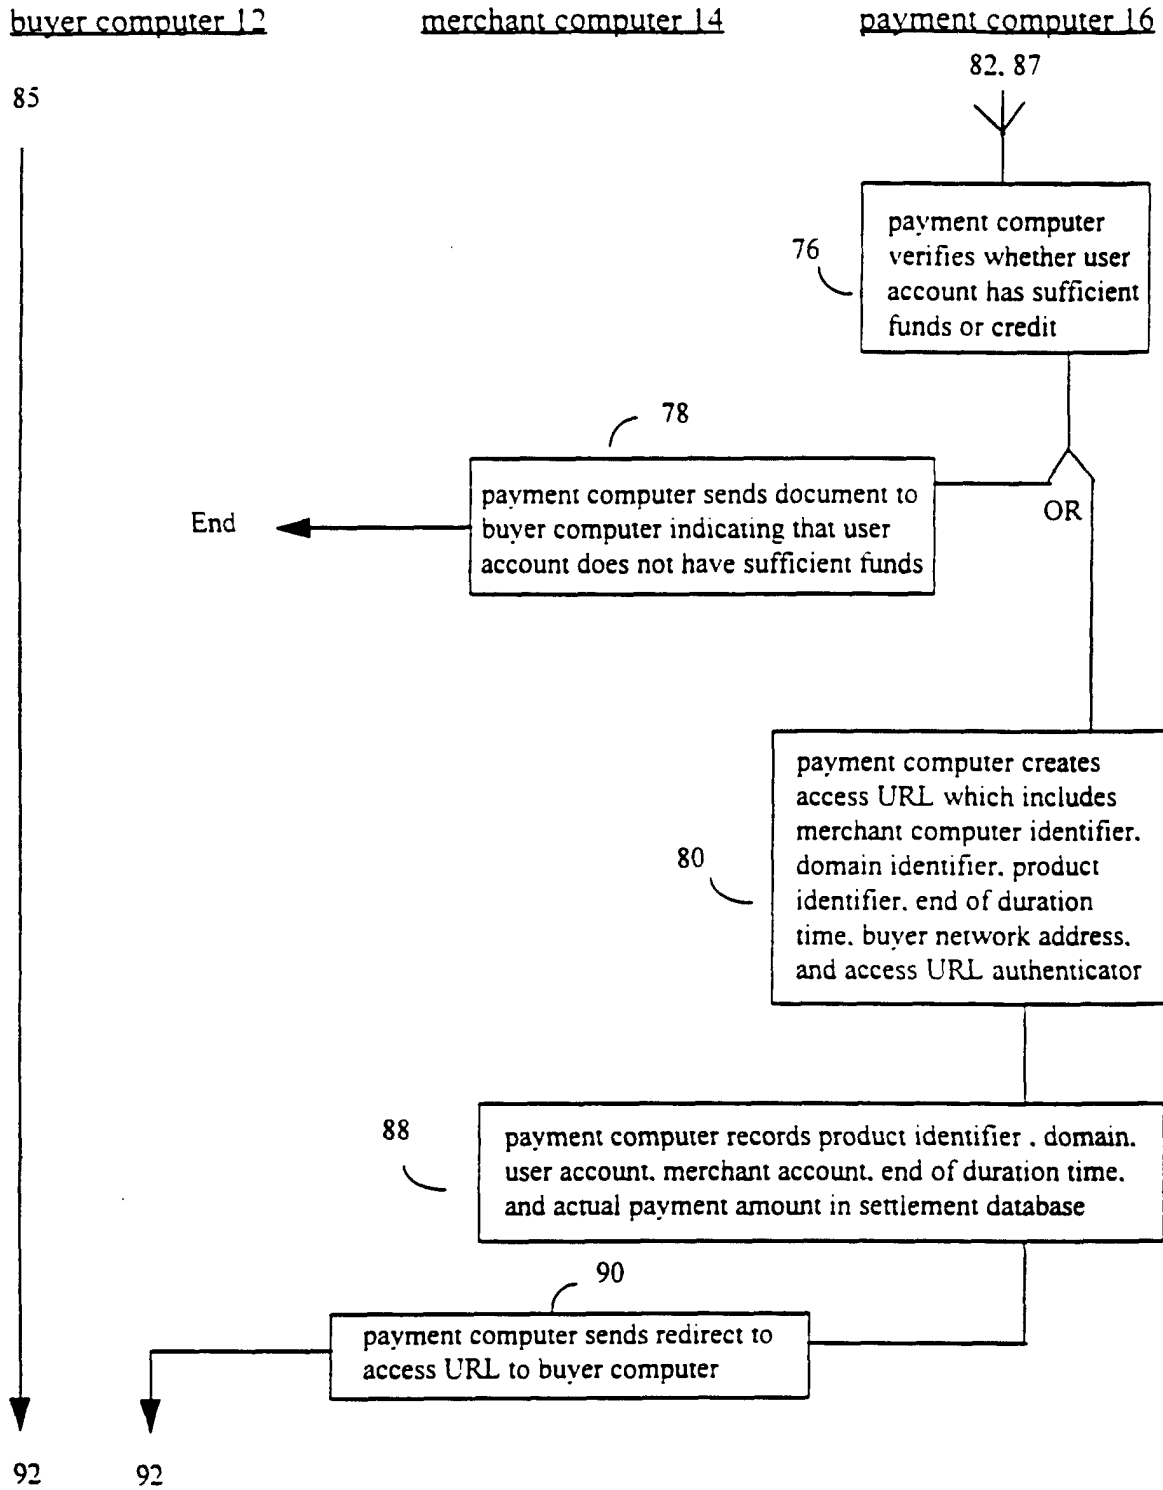 buyer computer 12
merchant computer 14
payment computer 16
82. 87
85
payment computer
verifies whether user
account has sufficient
funds or credit
76
78
payment computer sends document to
buyer computer indicating that user
account does not have sufficient funds
End
OR
payment computer creates
access URL which includes
merchant computer identifier.
domain identifier. product
identifier. end of duration
time. buyer network address.
and access URL authenticator
80
88
payment computer records product identifier . domain.
user account. merchant account. end of duration time.
and actual payment amount in settlement database
90
payment computer sends redirect to
access URL to buyer computer
92
92